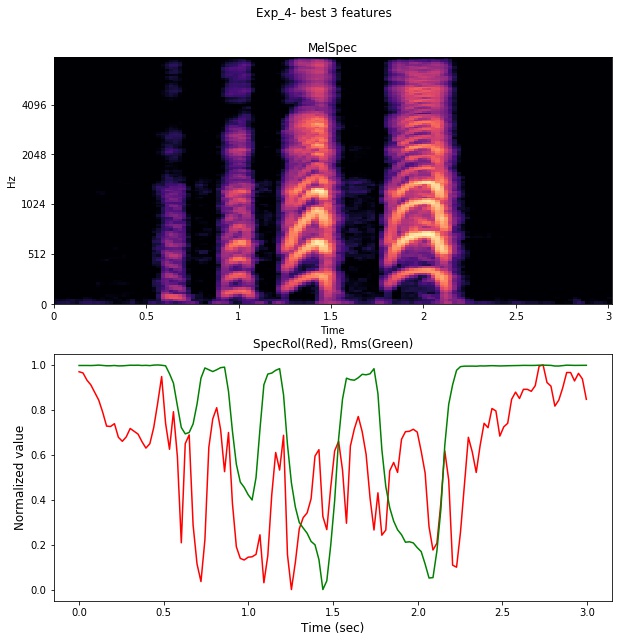 Exp_4- best 3 features
MelSpec
4096
2048
1024
512
0
Hz
0 0.5 1 1.5 2 2.5 3
Time
SpecRol(Red), Rms(Green)
1.0
0.8
0.6
0.4
0.2
0.0
Normalized value
0.0 0.5 1.0 1.5 2.0 2.5 3.0
Time (sec)